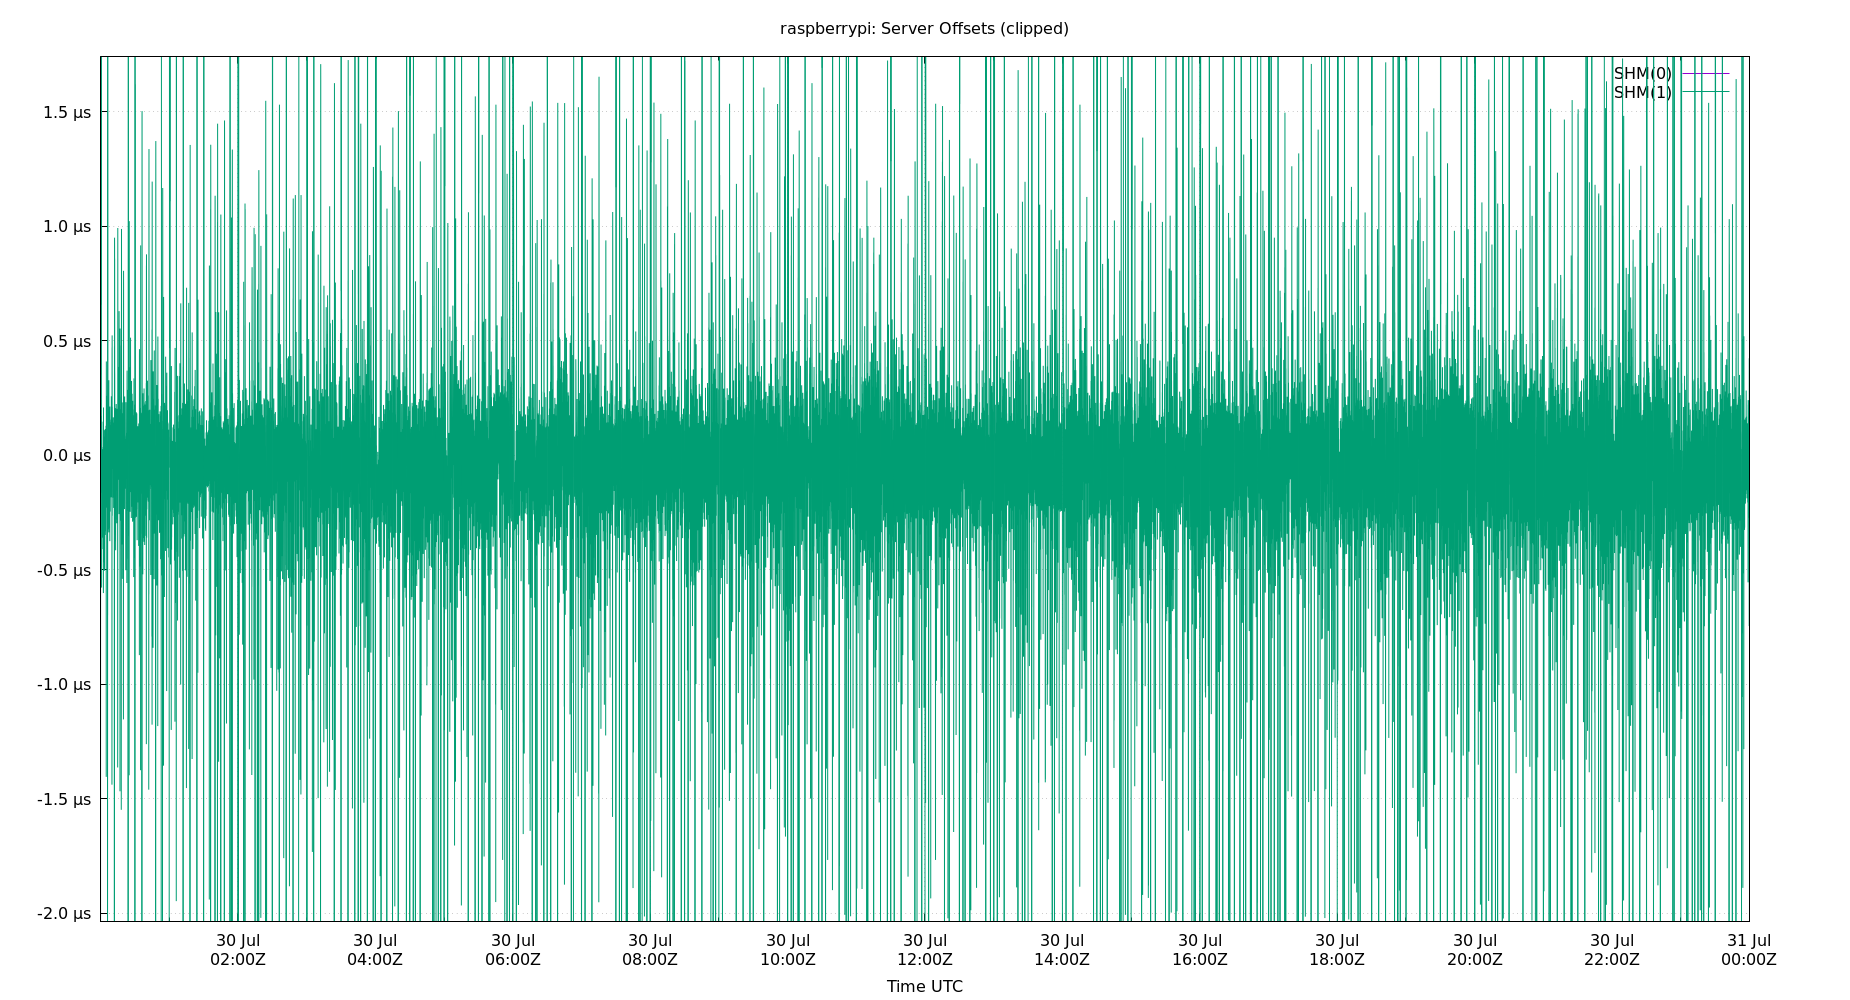 raspberrypi: Server Offsets (clipped)
SHM(0)
SHM(1)
1.5 µs
1.0 µs
0.5 µs
0.0 µs
-0.5 µs
-1.0 µs
-1.5 µs
-2.0 µs
30 Jul 30 Jul 30 Jul 30 Jul 30 Jul 30 Jul 30 Jul 30 Jul 30 Jul 30 Jul 30 Jul 31 Jul
02:00Z 04:00Z 06:00Z 08:00Z 10:00Z 12:00Z 14:00Z 16:00Z 18:00Z 20:00Z 22:00Z 00:00Z
Time UTC